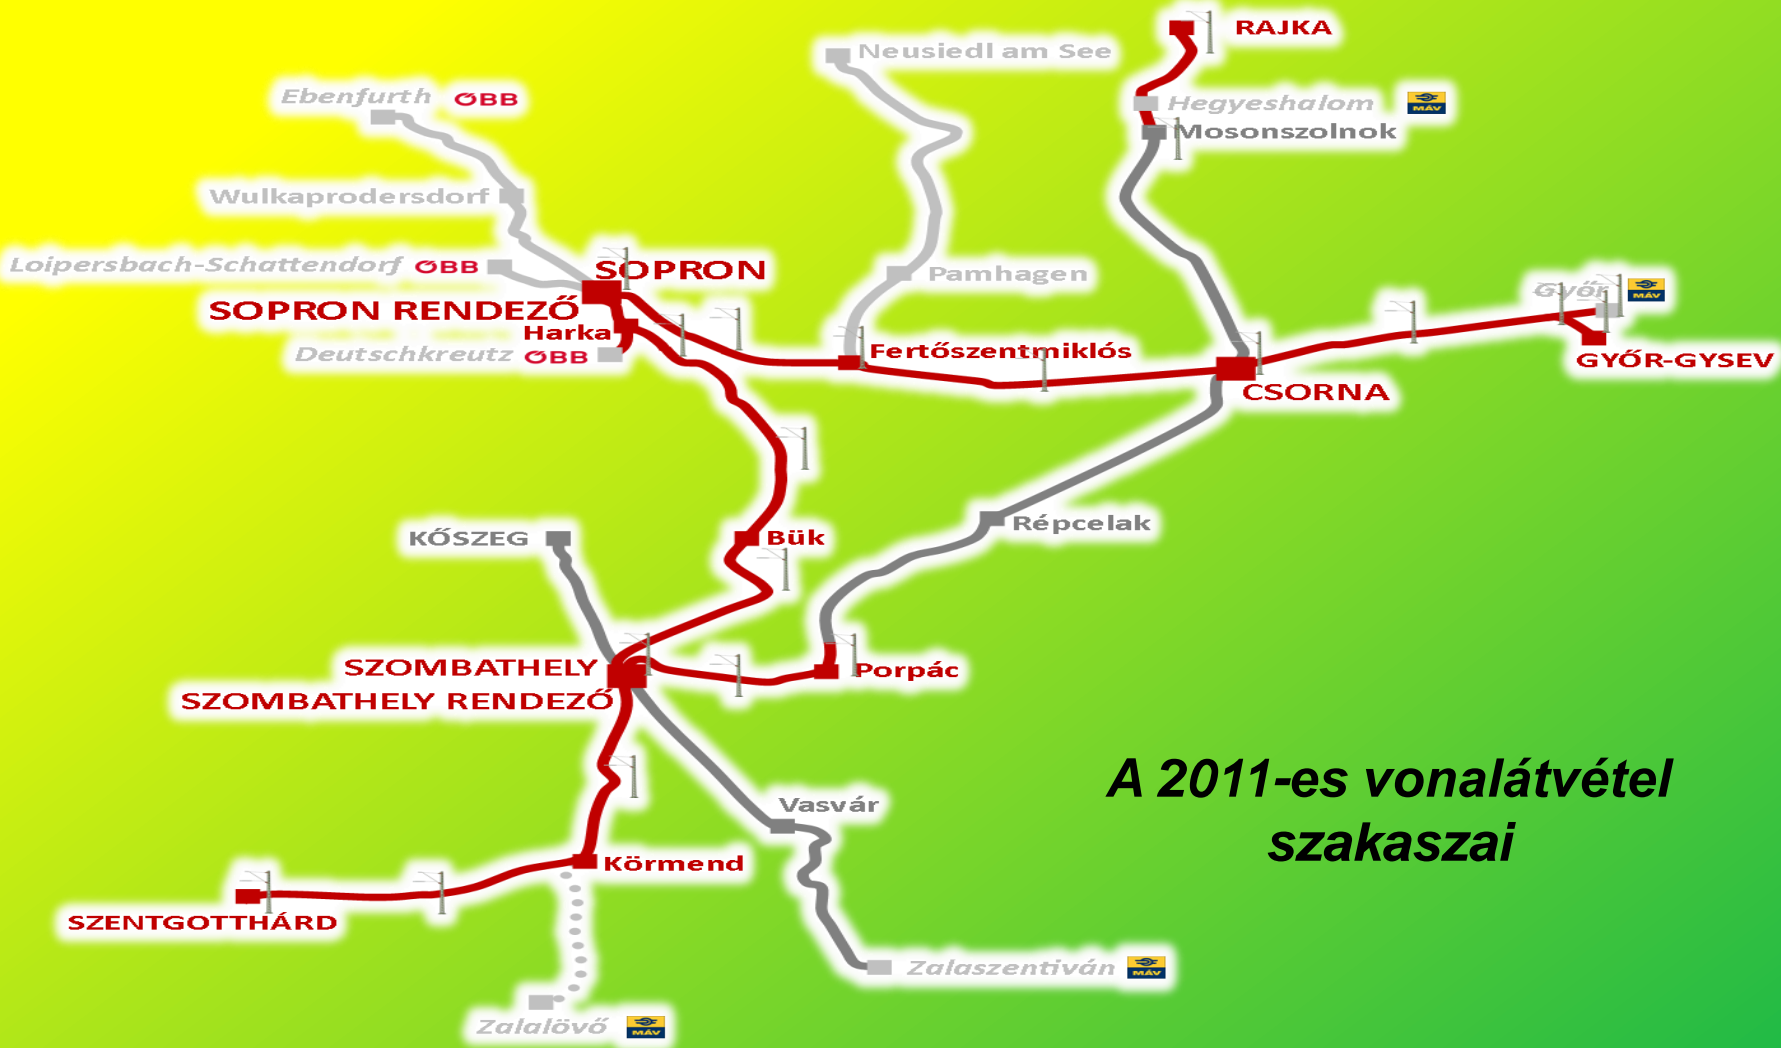 RAJKA
Neusiedl am See
Ebenfurth ÖBB
Hegyeshalom MÁV
Mosonszolnok
Wulkaprodersdorf
Loipersbach-Schattendorf ÖBB
SOPRON
Pamhagen
Győr MÁV
SOPRON RENDEZŐ
Harka
Deutschkreutz ÖBB
Fertőszentmiklós
GYŐR-GYSEV
CSORNA
Répcelak
KŐSZEG
Bük
SZOMBATHELY
Porpác
SZOMBATHELY RENDEZŐ
A 2011-es vonalátvétel
szakaszai
Vasvár
Körmend
SZENTGOTTHÁRD
Zalaszentiván MÁV
Zalalövő MÁV